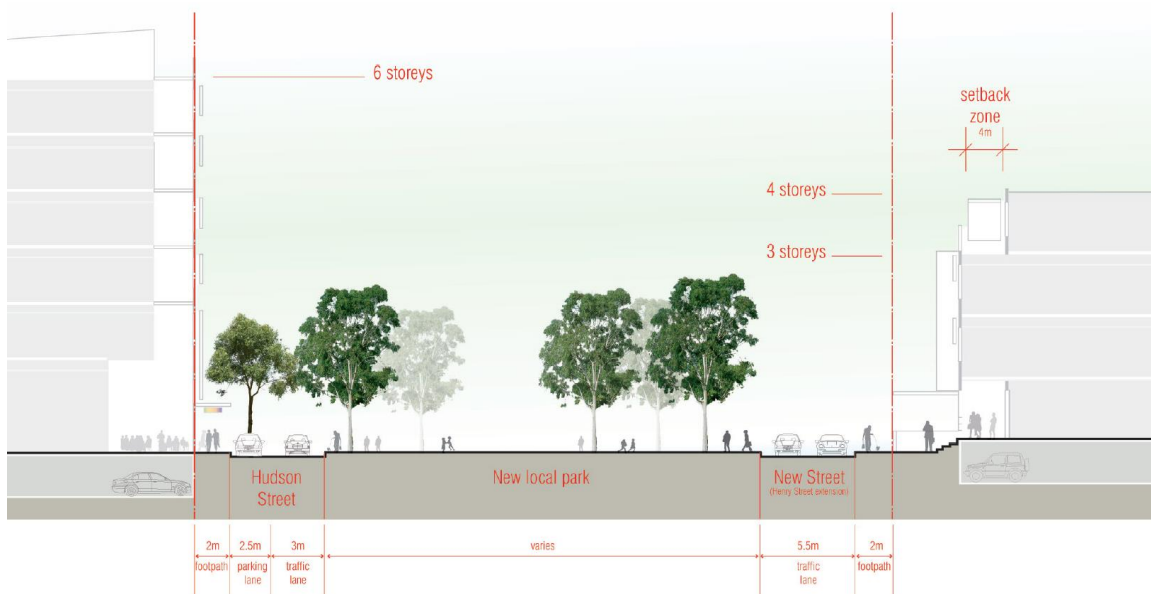 6 storeys
setback
zone
4m
4 storeys
3 storeys
Hudson
Street
New local park
New Street
(Henry Street extension)
2m
footpath
2.5m
parking
lane
3m
traffic
lane
varies
5.5m
traffic
lane
2m
footpath